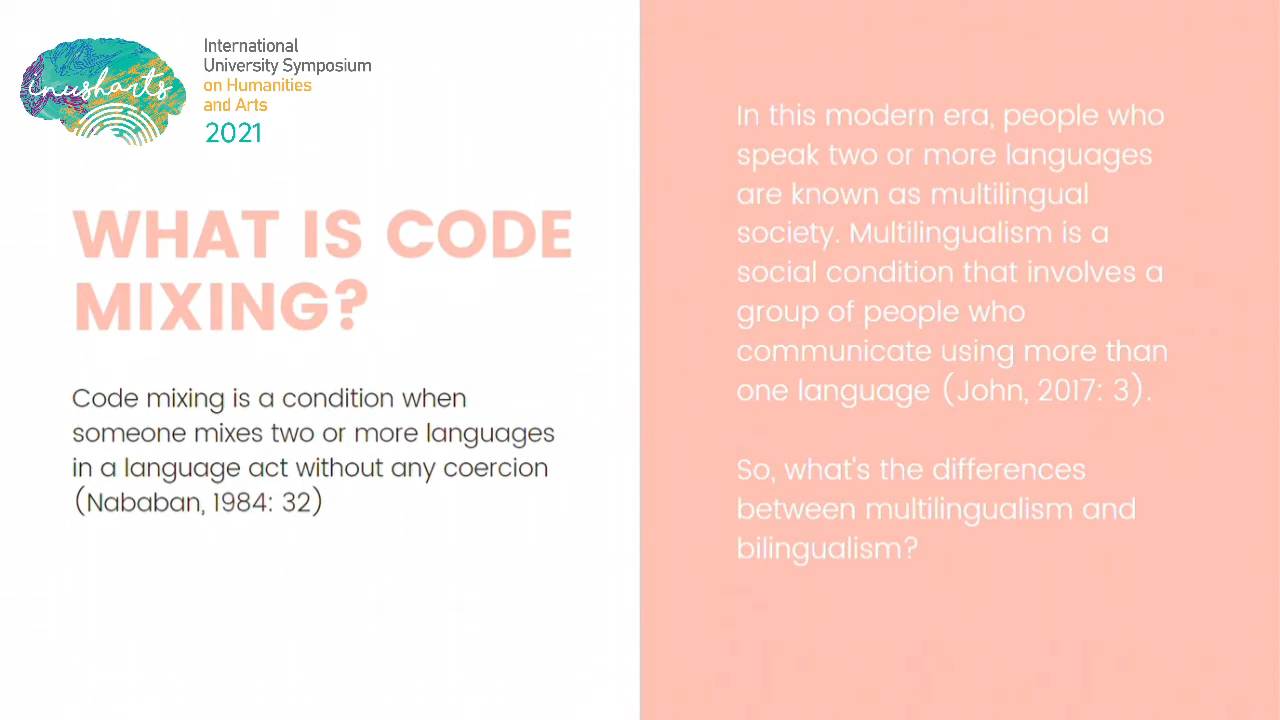 inusharts
International
University Symposium
on Humanities
and Arts
2021
WHAT IS CODE
MIXING?
Code mixing is a condition when
someone mixes two or more languages
in a language act without any coercion
(Nababan, 1984: 32)
In this modern era, people who
speak two or more languages
are known as multilingual
society. Multilingualism is a
social condition that involves a
group of people who
communicate using more than
one language (John, 2017: 3).
So, what's the differences
between multilingualism and
bilingualism?